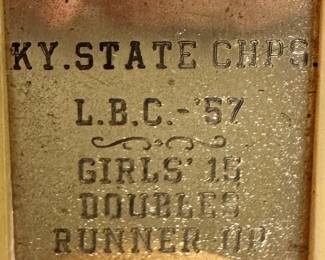 KY. STATE CHPS.
L.B.C.-'57
GIRLS' 15
DOUBLES
RUNNER UP